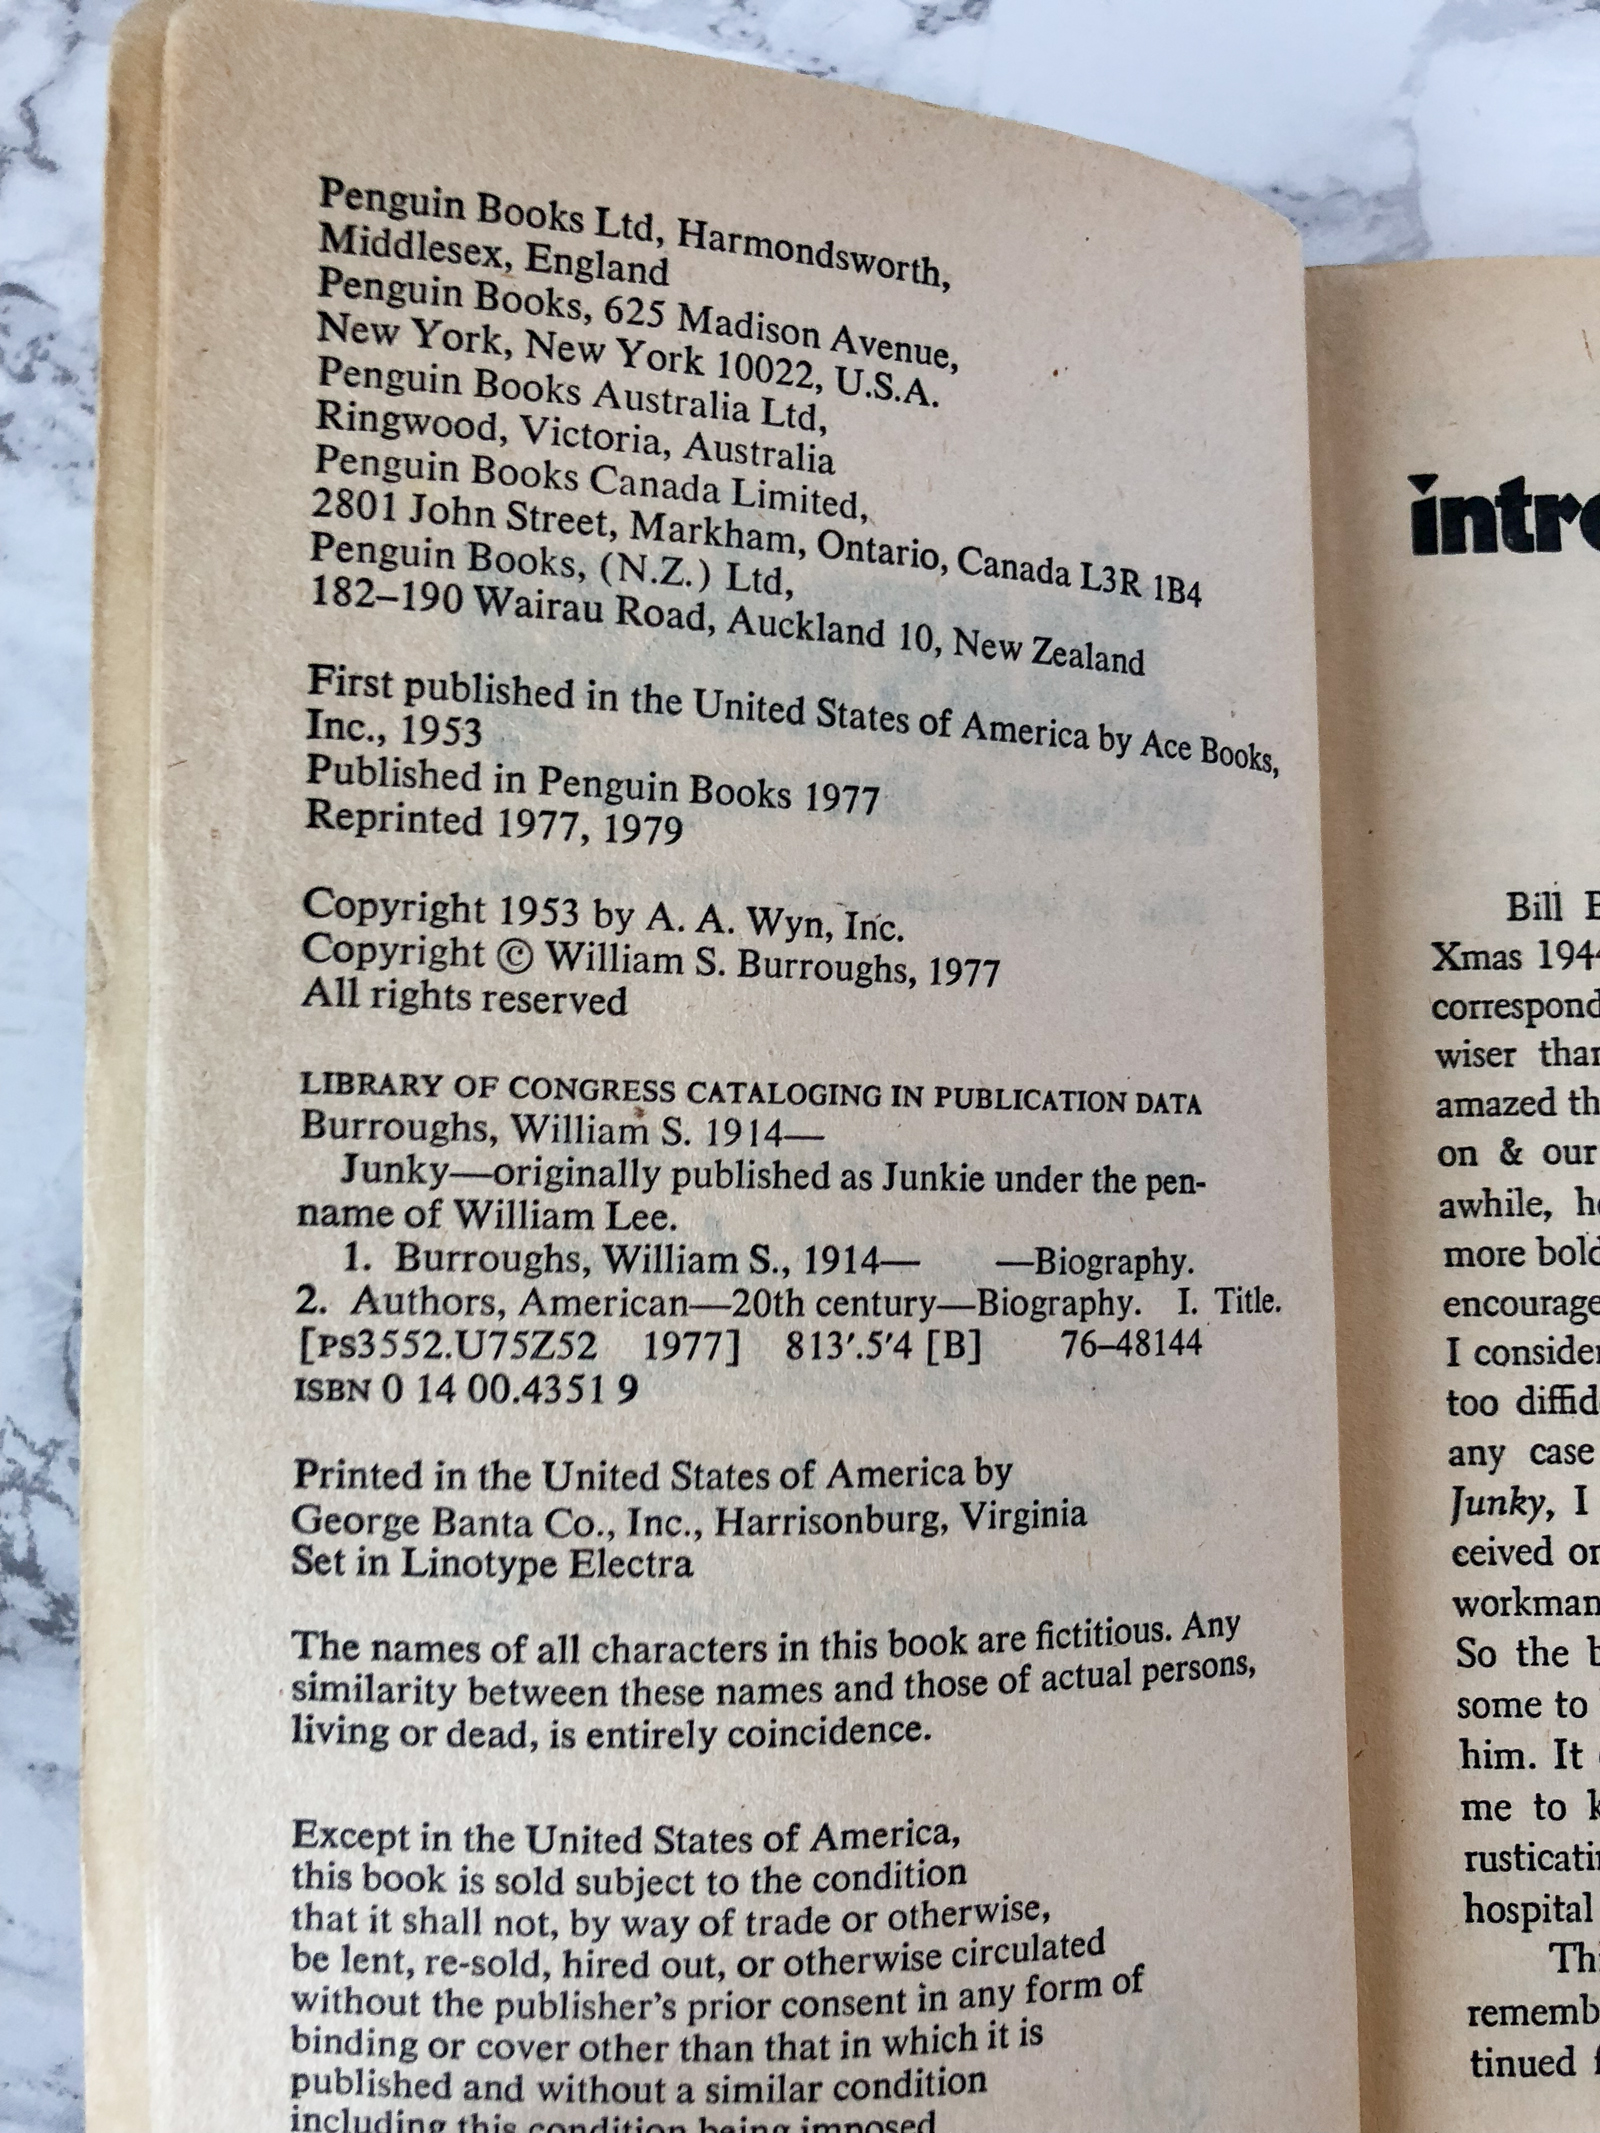 Penguin Books Ltd, Harmondsworth,
Middlesex, England
Penguin Books, 625 Madison Avenue,
New York, New York 10022, U.S.A.
Penguin Books Australia Ltd,
Ringwood, Victoria, Australia
Penguin Books Canada Limited,
2801 John Street, Markham, Ontario, Canada L3R 1B4
Penguin Books, (N.Z.) Ltd,
182–190 Wairau Road, Auckland 10, New Zealand
First published in the United States of America by Ace Books,
Inc., 1953
Published in Penguin Books 1977
Reprinted 1977, 1979
Copyright 1953 by A. A. Wyn, Inc.
Copyright © William S. Burroughs, 1977
All rights reserved
LIBRARY OF CONGRESS CATALOGING IN PUBLICATION DATA
Burroughs, William S. 1914—
Junky—originally published as Junkie under the pen-
name of William Lee.
1. Burroughs, William S., 1914— —Biography.
2. Authors, American—20th century—Biography. I. Title.
[PS3552.U75Z52 1977] 813'.5'4 [B] 76–48144
ISBN 0 14 00.4351 9
Printed in the United States of America by
George Banta Co., Inc., Harrisonburg, Virginia
Set in Linotype Electra
The names of all characters in this book are fictitious. Any
similarity between these names and those of actual persons,
living or dead, is entirely coincidence.
Except in the United States of America,
this book is sold subject to the condition
that it shall not, by way of trade or otherwise,
be lent, re-sold, hired out, or otherwise circulated
without the publisher's prior consent in any form of
binding or cover other than that in which it is
published and without a similar condition
including this condition being imposed
Bill
Xmas
wiser
amazed
on & our
awhile,
more
I
too
any case
Junky, I
ceived
So the
some to
him. It
me to
hospital